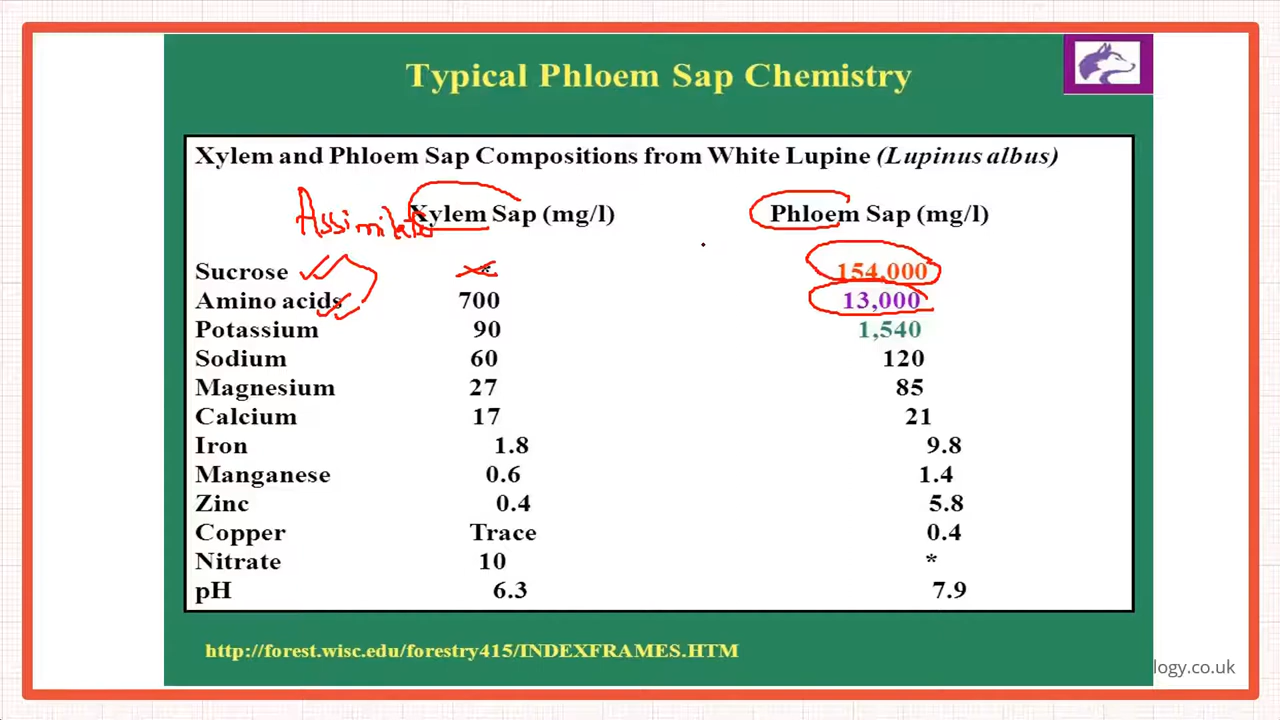 Typical Phloem Sap Chemistry
Xylem and Phloem Sap Compositions from White Lupine (Lupinus albus)
Assimilates
Xylem Sap (mg/l) Phloem Sap (mg/l)
Sucrose * 154,000
Amino acids 700 13,000
Potassium 90 1,540
Sodium 60 120
Magnesium 27 85
Calcium 17 21
Iron 1.8 9.8
Manganese 0.6 1.4
Zinc 0.4 5.8
Copper Trace 0.4
Nitrate 10 *
pH 6.3 7.9
http://forest.wisc.edu/forestry415/INDEXFRAMES.HTM
logy.co.uk